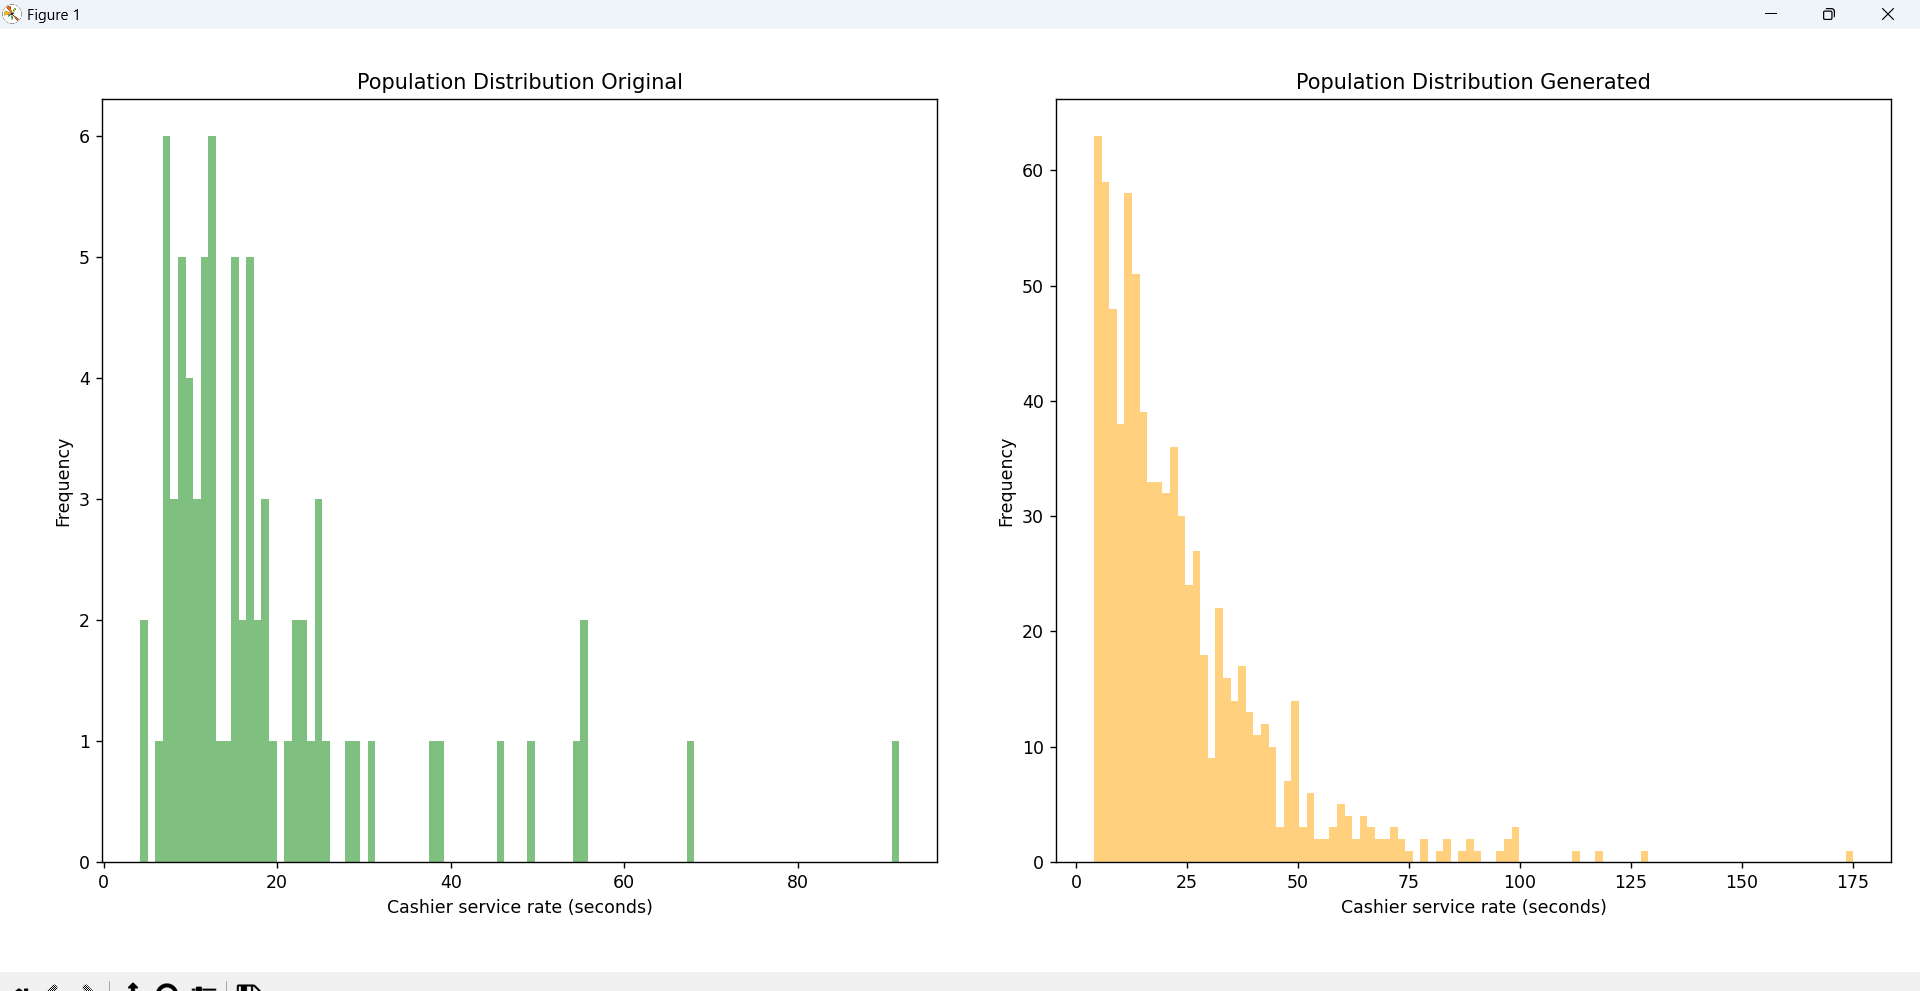 Figure 1
Population Distribution Original
6
5
4
3
2
1
0
Frequency
0 20 40 60 80
Cashier service rate (seconds)
Population Distribution Generated
60
50
40
30
20
10
0
Frequency
0 25 50 75 100 125 150 175
Cashier service rate (seconds)